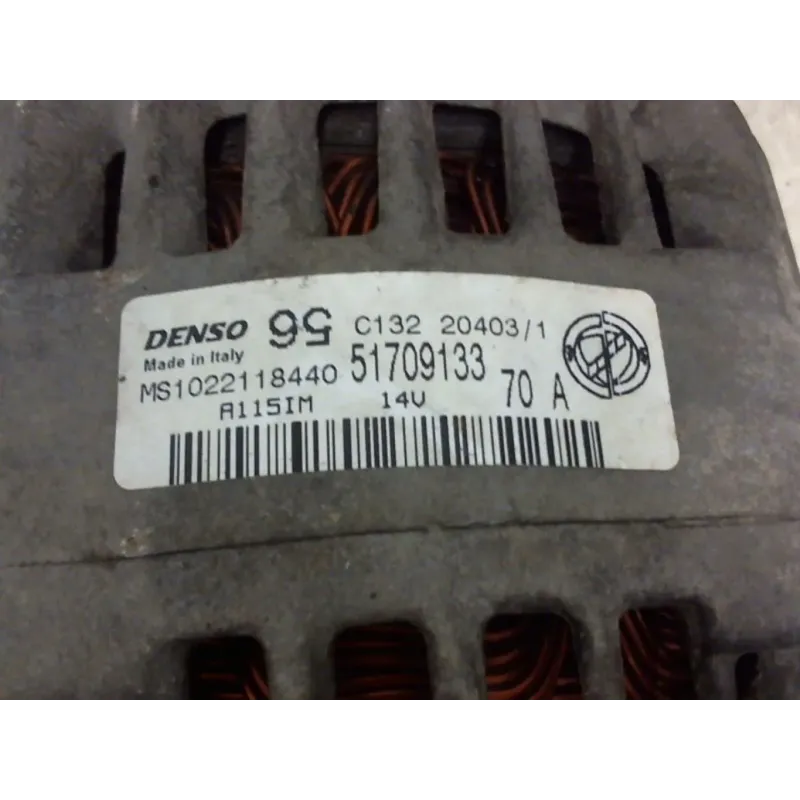 DENSO 56 C132 20403/1
Made in Italy
MS1022118440 51709133 70 A
A115IM 14V